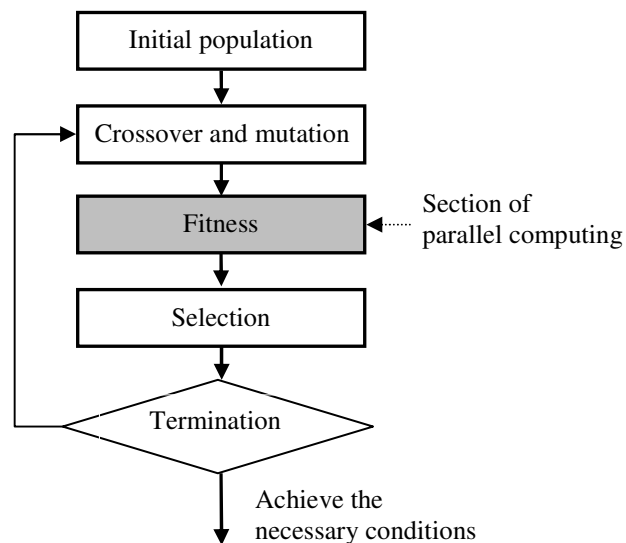 Initial population
Crossover and mutation
Fitness
Section of
parallel computing
Selection
Termination
Achieve the
necessary conditions